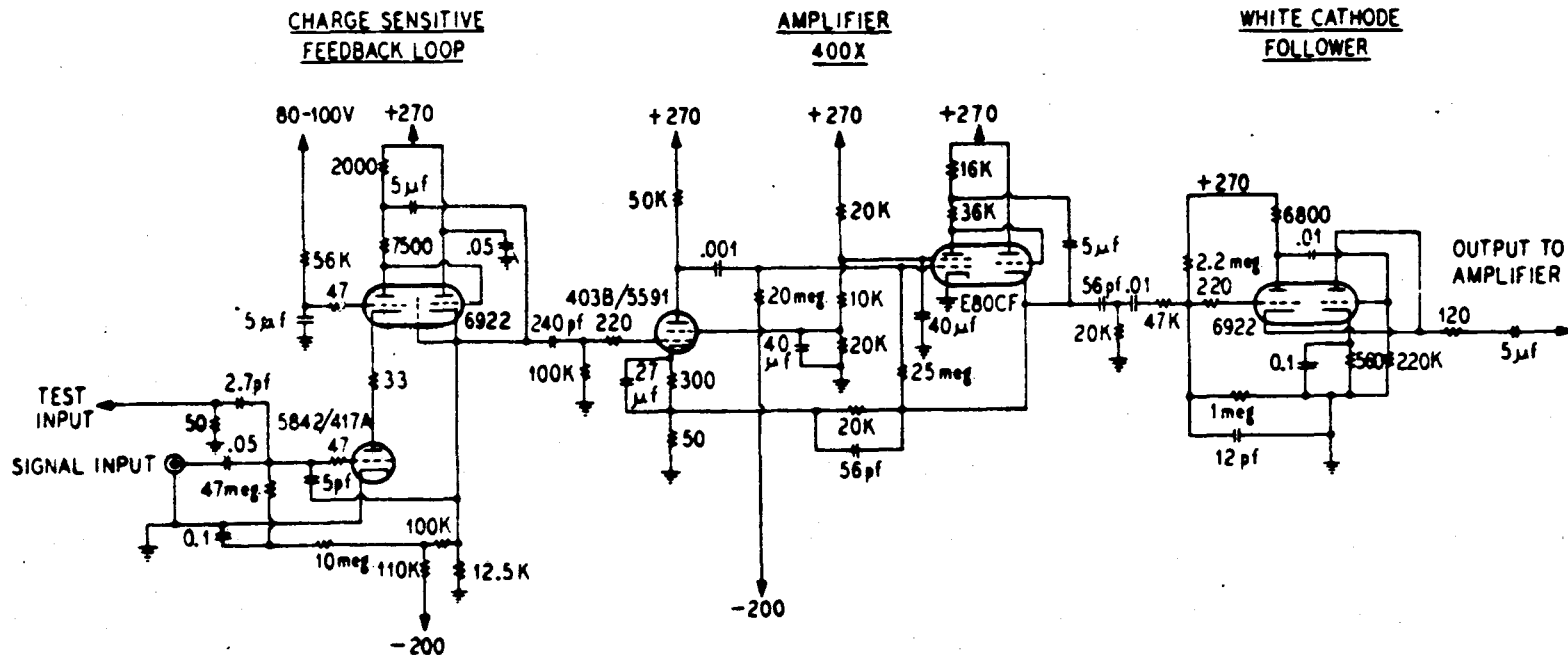 CHARGE SENSITIVE
FEEDBACK LOOP
AMPLIFIER
400X
WHITE CATHODE
FOLLOWER
80-100V
+270
2000
5µf
7500
.05
56K
47
5µf
6922
33
2.7pf
TEST
INPUT
50
5842/417A
47
.05
SIGNAL INPUT
5pf
47meg
0.1
100K
10meg
110K
12.5K
-200
+270
50K
.001
403B/5591
240pf
220
100K
27
µf
300
50
+270
20K
20meg
10K
40
µf
20K
40µf
25meg
20K
56pf
-200
+270
16K
36K
5µf
E80CF
56pf
.01
20K
47K
+270
6800
.01
2.2meg
220
6922
0.1
560
220K
1meg
12pf
OUTPUT TO
AMPLIFIER
120
5µf